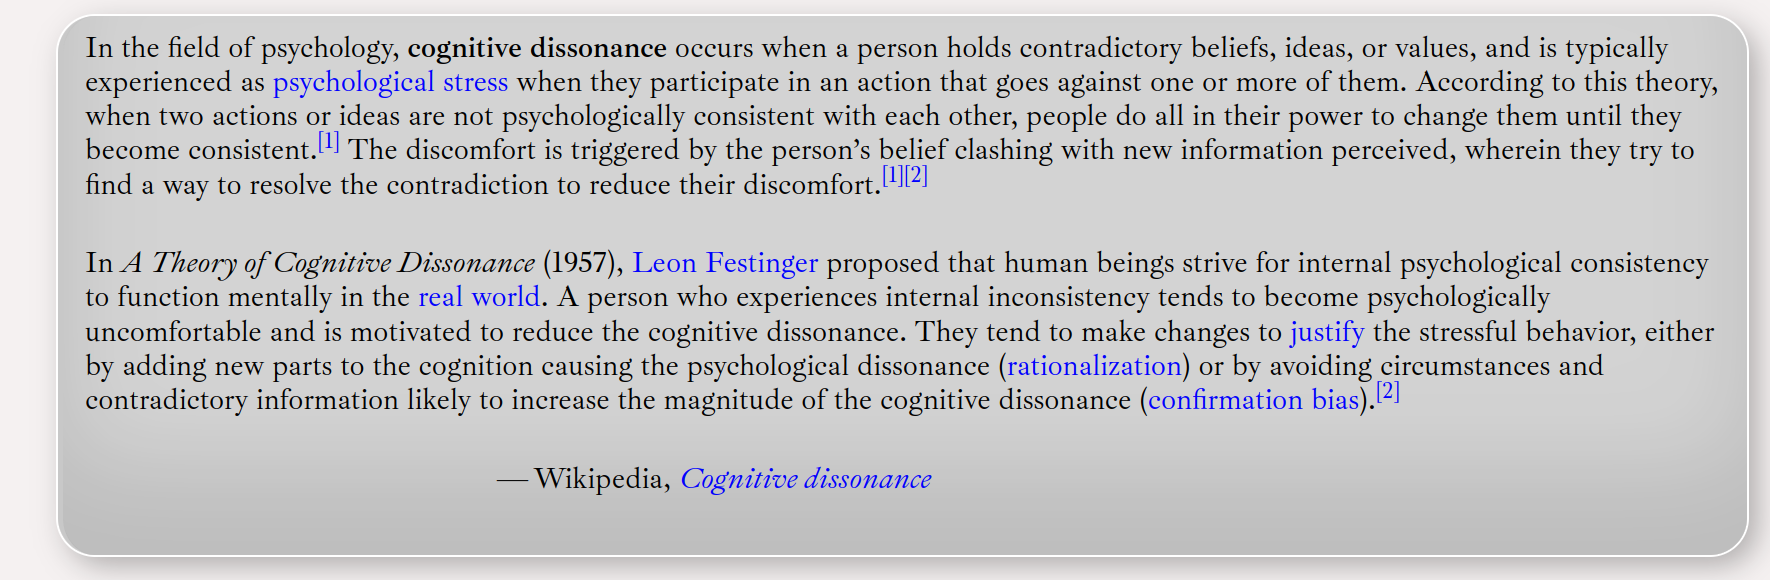 In the field of psychology, cognitive dissonance occurs when a person holds contradictory beliefs, ideas, or values, and is typically
experienced as psychological stress when they participate in an action that goes against one or more of them. According to this theory,
when two actions or ideas are not psychologically consistent with each other, people do all in their power to change them until they
become consistent.[1] The discomfort is triggered by the person’s belief clashing with new information perceived, wherein they try to
find a way to resolve the contradiction to reduce their discomfort.[1][2]
In A Theory of Cognitive Dissonance (1957), Leon Festinger proposed that human beings strive for internal psychological consistency
to function mentally in the real world. A person who experiences internal inconsistency tends to become psychologically
uncomfortable and is motivated to reduce the cognitive dissonance. They tend to make changes to justify the stressful behavior, either
by adding new parts to the cognition causing the psychological dissonance (rationalization) or by avoiding circumstances and
contradictory information likely to increase the magnitude of the cognitive dissonance (confirmation bias).[2]
— Wikipedia, Cognitive dissonance